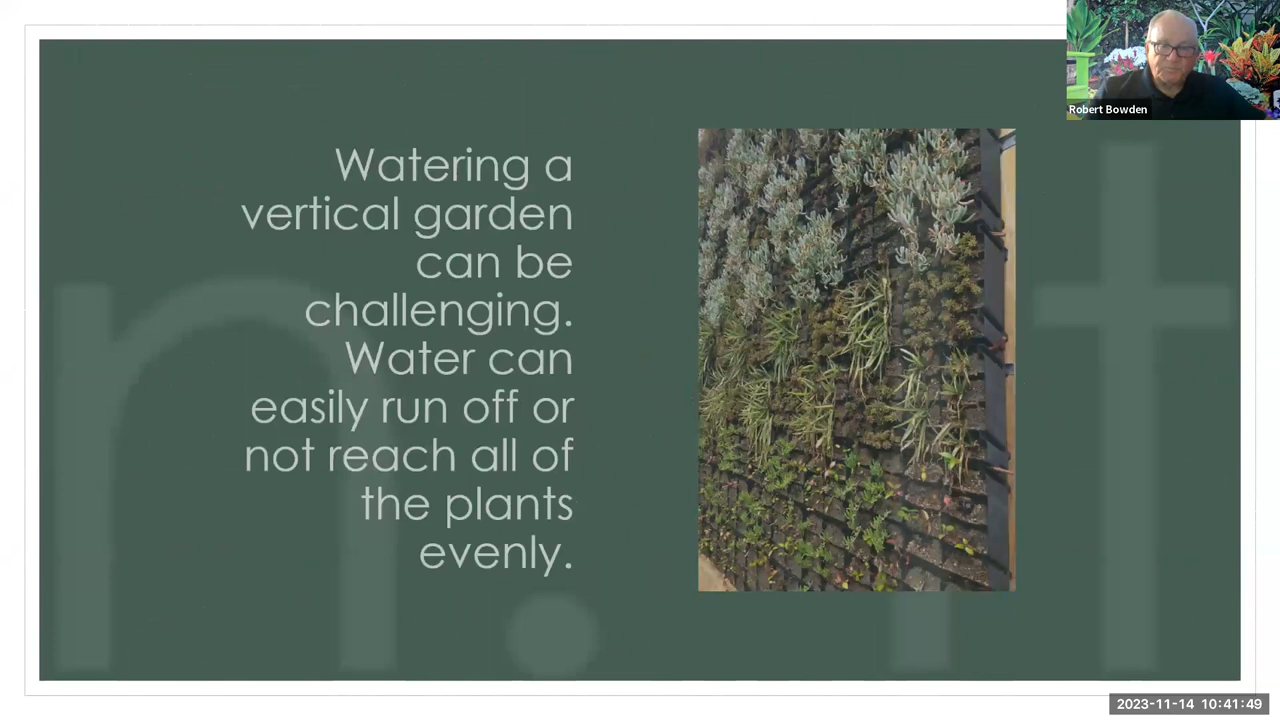 Watering a
vertical garden
can be
challenging.
Water can
easily run off or
not reach all of
the plants
evenly.
Robert Bowden
2023-11-14 10:41:49